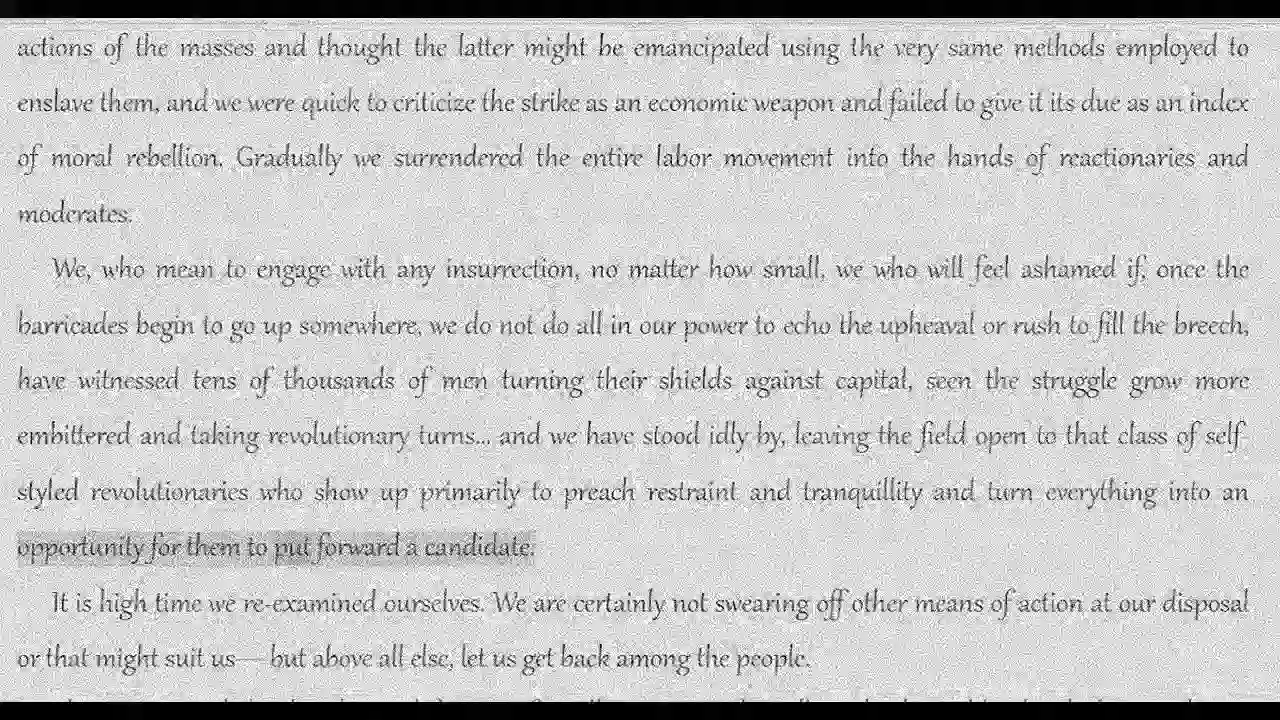 actions of the masses and thought the latter might be emancipated using the very same methods employed to
enslave them, and we were quick to criticize the strike as an economic weapon and failed to give it its due as an index
of moral rebellion. Gradually we surrendered the entire labor movement into the hands of reactionaries and
moderates.
We, who mean to engage with any insurrection, no matter how small, we who will feel ashamed if, once the
barricades begin to go up somewhere, we do not do all in our power to echo the upheaval or rush to fill the breech,
have witnessed tens of thousands of men turning their shields against capital, seen the struggle grow more
embittered and taking revolutionary turns... and we have stood idly by, leaving the field open to that class of self-
styled revolutionaries who show up primarily to preach restraint and tranquillity and turn everything into an
opportunity for them to put forward a candidate.
It is high time we re-examined ourselves. We are certainly not swearing off other means of action at our disposal
or that might suit us— but above all else, let us get back among the people.